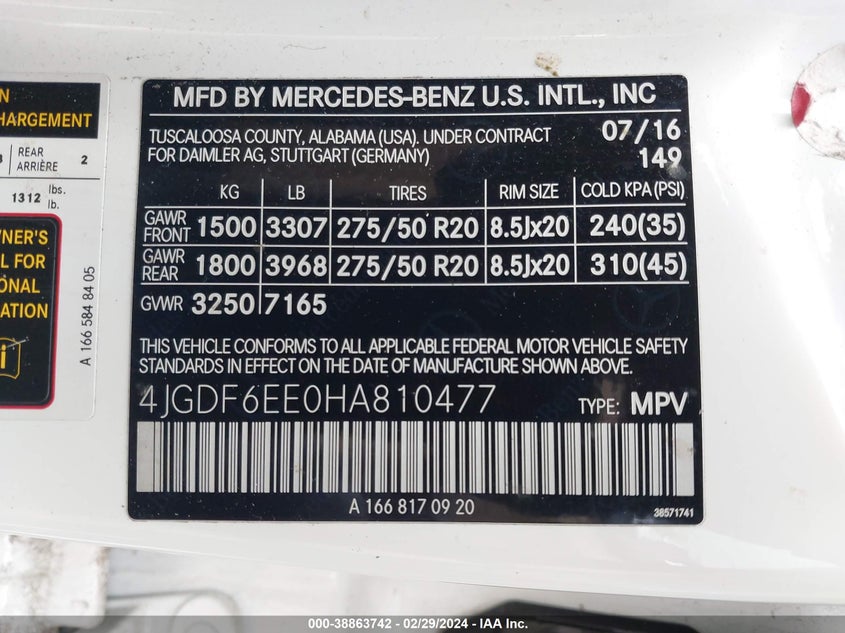 N
HARGEMENT
3 REAR ARRIÈRE 2
1312 lbs. lb.
WNER'S
L FOR
ONAL
ATION
i
A 166 584 84 05
MFD BY MERCEDES-BENZ U.S. INTL., INC
TUSCALOOSA COUNTY, ALABAMA (USA). UNDER CONTRACT 07/16
FOR DAIMLER AG, STUTTGART (GERMANY) 149
KG LB TIRES RIM SIZE COLD KPA (PSI)
GAWR FRONT 1500 3307 275/50 R20 8.5Jx20 240(35)
GAWR REAR 1800 3968 275/50 R20 8.5Jx20 310(45)
GVWR 3250 7165
THIS VEHICLE CONFORMS TO ALL APPLICABLE FEDERAL MOTOR VEHICLE SAFETY
STANDARDS IN EFFECT ON THE DATE OF MANUFACTURE SHOWN ABOVE.
4JGDF6EE0HA810477 TYPE: MPV
A 166 817 09 20
38571741
000-38863742 - 02/29/2024 - IAA Inc.